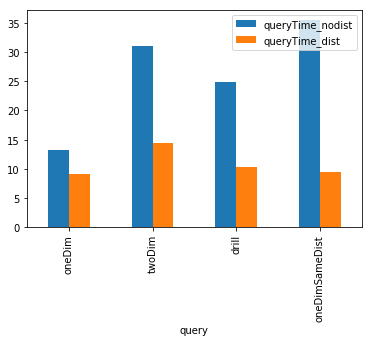 queryTime_nodist
queryTime_dist
35
30
25
20
15
10
5
0
oneDim
twoDim
drill
oneDimSameDist
query